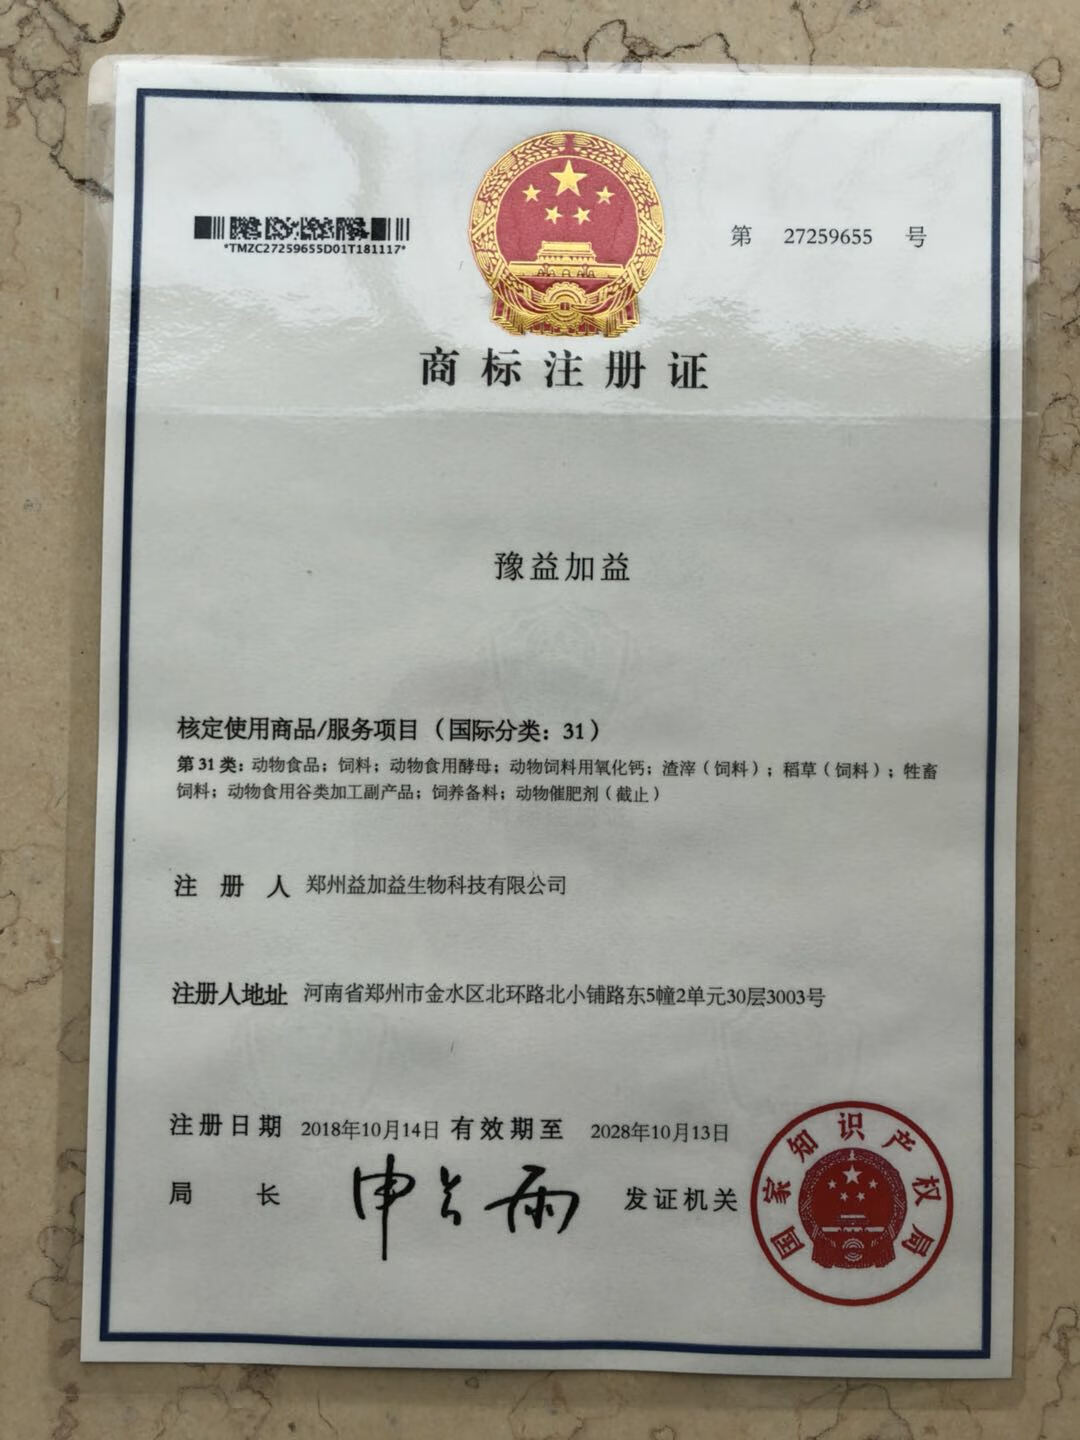 *TMZC27259655D01T181117*
第 27259655 号
商标注册证
豫益加益
核定使用商品/服务项目（国际分类：31）
第 31 类：动物食品；饲料；动物食用酵母；动物饲料用氧化钙；渣滓（饲料）；稻草（饲料）；牲畜
饲料；动物食用谷类加工副产品；饲养备料；动物催肥剂（截止）
注册人 郑州益加益生物科技有限公司
注册人地址 河南省郑州市金水区北环路北小铺路东5幢2单元30层3003号
注册日期 2018年10月14日 有效期至 2028年10月13日
局长 申长雨 发证机关
国家知识产权局